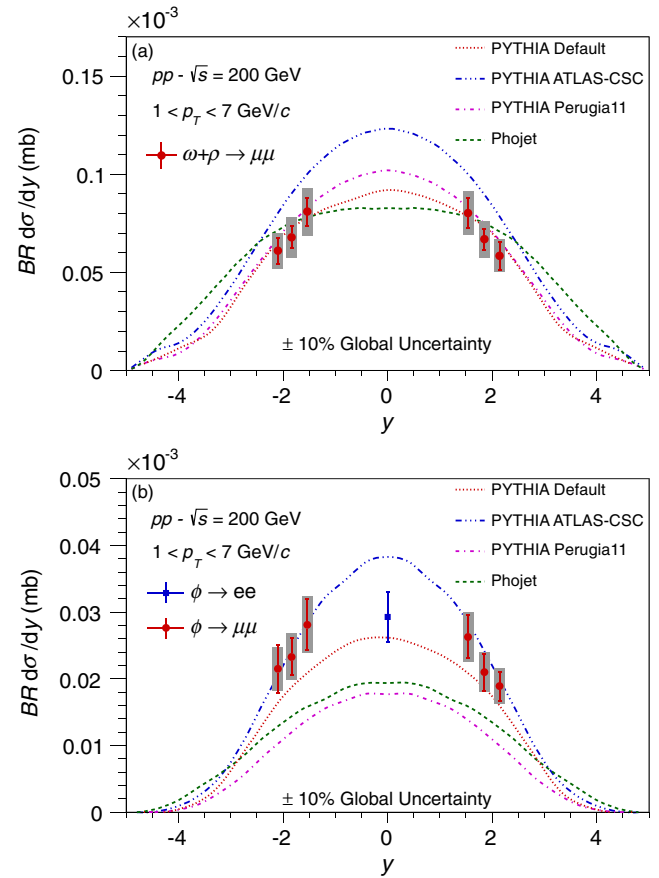 ×10⁻³
(a)
pp - √s = 200 GeV
1 < p_T < 7 GeV/c
ω+ρ → μμ
PYTHIA Default
PYTHIA ATLAS-CSC
PYTHIA Perugia11
Phojet
0.15
0.1
0.05
0
BR dσ/dy (mb)
± 10% Global Uncertainty
-4 -2 0 2 4
y
×10⁻³
(b)
pp - √s = 200 GeV
1 < p_T < 7 GeV/c
ϕ → ee
ϕ → μμ
PYTHIA Default
PYTHIA ATLAS-CSC
PYTHIA Perugia11
Phojet
0.05
0.04
0.03
0.02
0.01
0
BR dσ/dy (mb)
± 10% Global Uncertainty
-4 -2 0 2 4
y